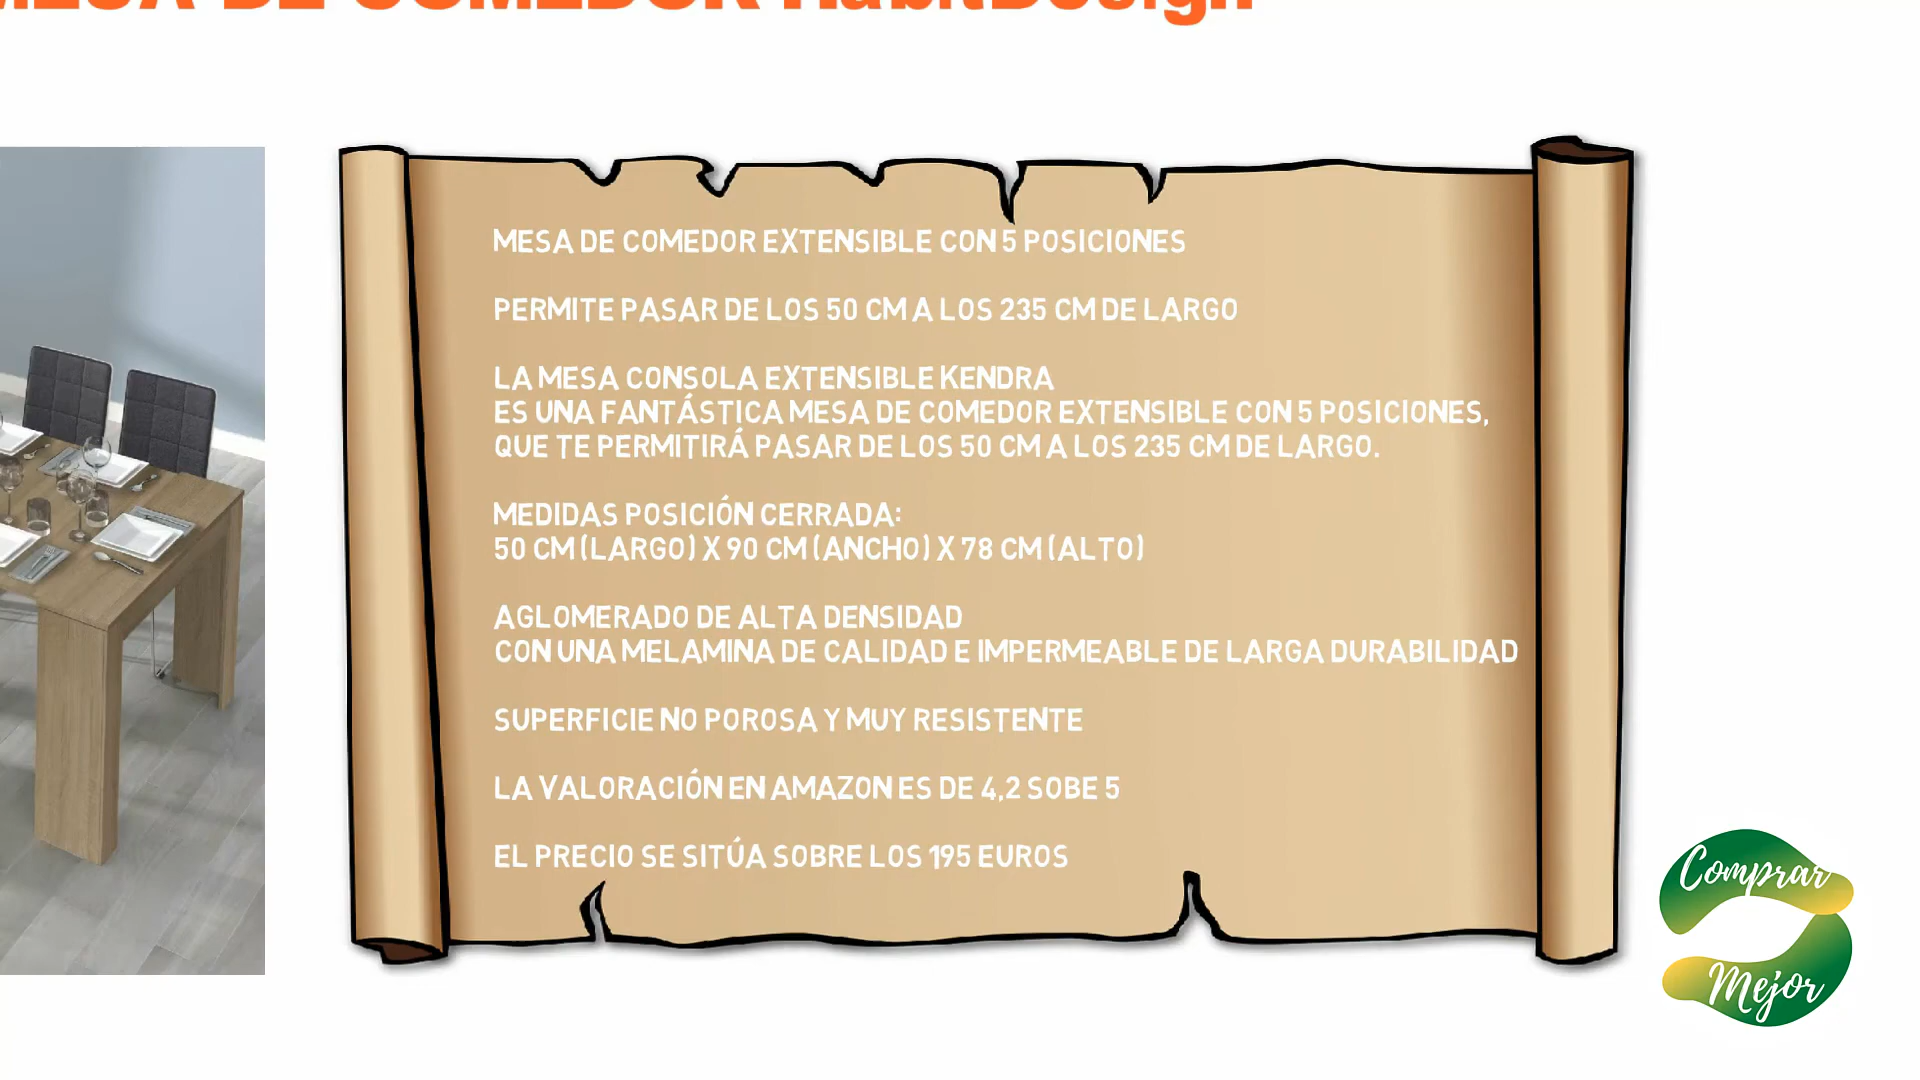 MESA DE COMEDOR HabitDesign
MESA DE COMEDOR EXTENSIBLE CON 5 POSICIONES
PERMITE PASAR DE LOS 50 CM A LOS 235 CM DE LARGO
LA MESA CONSOLA EXTENSIBLE KENDRA
ES UNA FANTÁSTICA MESA DE COMEDOR EXTENSIBLE CON 5 POSICIONES,
QUE TE PERMITIRÁ PASAR DE LOS 50 CM A LOS 235 CM DE LARGO.
MEDIDAS POSICIÓN CERRADA:
50 CM (LARGO) X 90 CM (ANCHO) X 78 CM (ALTO)
AGLOMERADO DE ALTA DENSIDAD
CON UNA MELAMINA DE CALIDAD E IMPERMEABLE DE LARGA DURABILIDAD
SUPERFICIE NO POROSA Y MUY RESISTENTE
LA VALORACIÓN EN AMAZON ES DE 4,2 SOBE 5
EL PRECIO SE SITÚA SOBRE LOS 195 EUROS
Comprar
Mejor